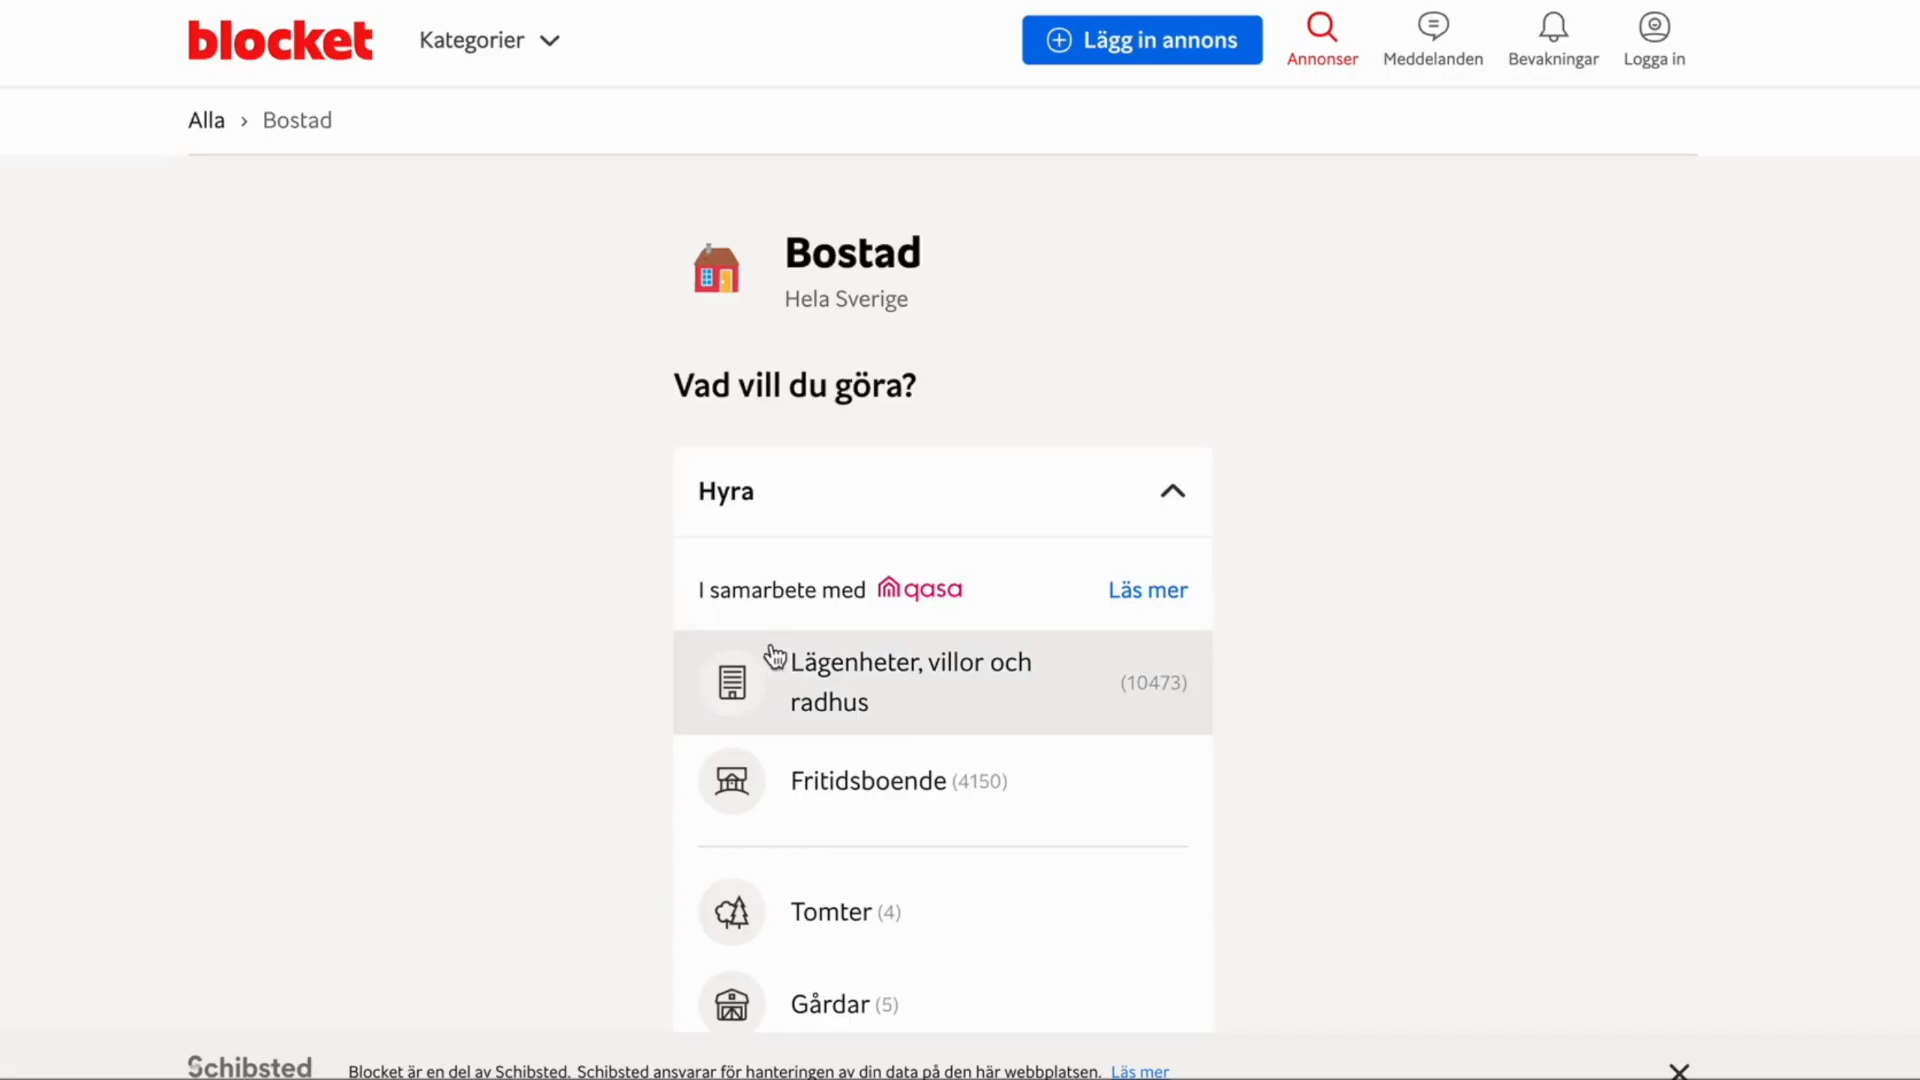 blocket Kategorier Lägg in annons Annonser Meddelanden Bevakningar Logga in
Alla › Bostad
Bostad
Hela Sverige
Vad vill du göra?
Hyra
I samarbete med qasa Läs mer
Lägenheter, villor och
radhus
(10473)
Fritidsboende (4150)
Tomter (4)
Gårdar (5)
Schibsted Blocket är en del av Schibsted. Schibsted ansvarar för hanteringen av din data på den här webbplatsen. Läs mer